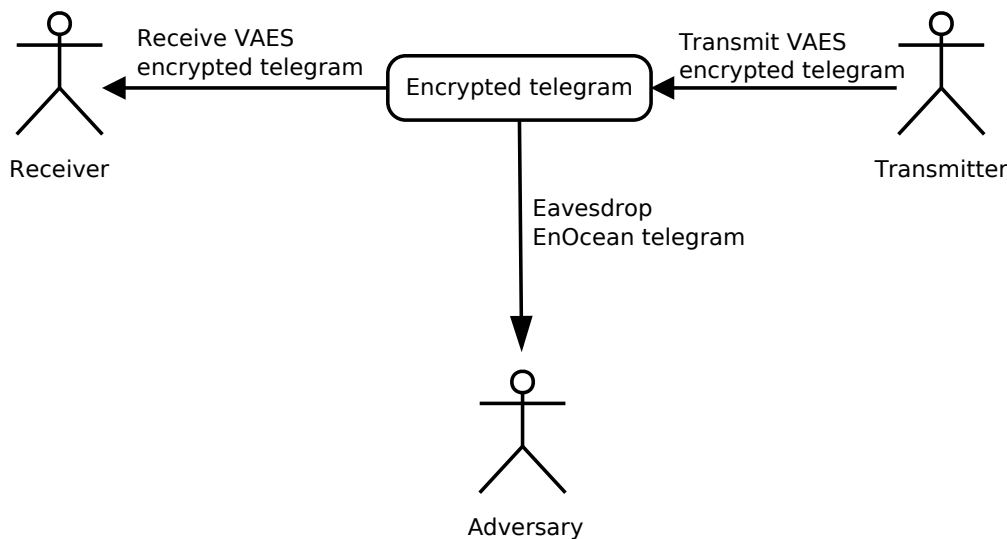 Receive VAES
encrypted telegram
Encrypted telegram
Transmit VAES
encrypted telegram
Receiver
Transmitter
Eavesdrop
EnOcean telegram
Adversary